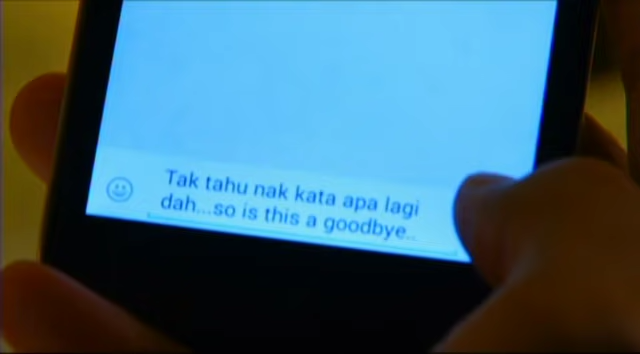 Tak tahu nak kata apa lagi
dah...so is this a goodbye..